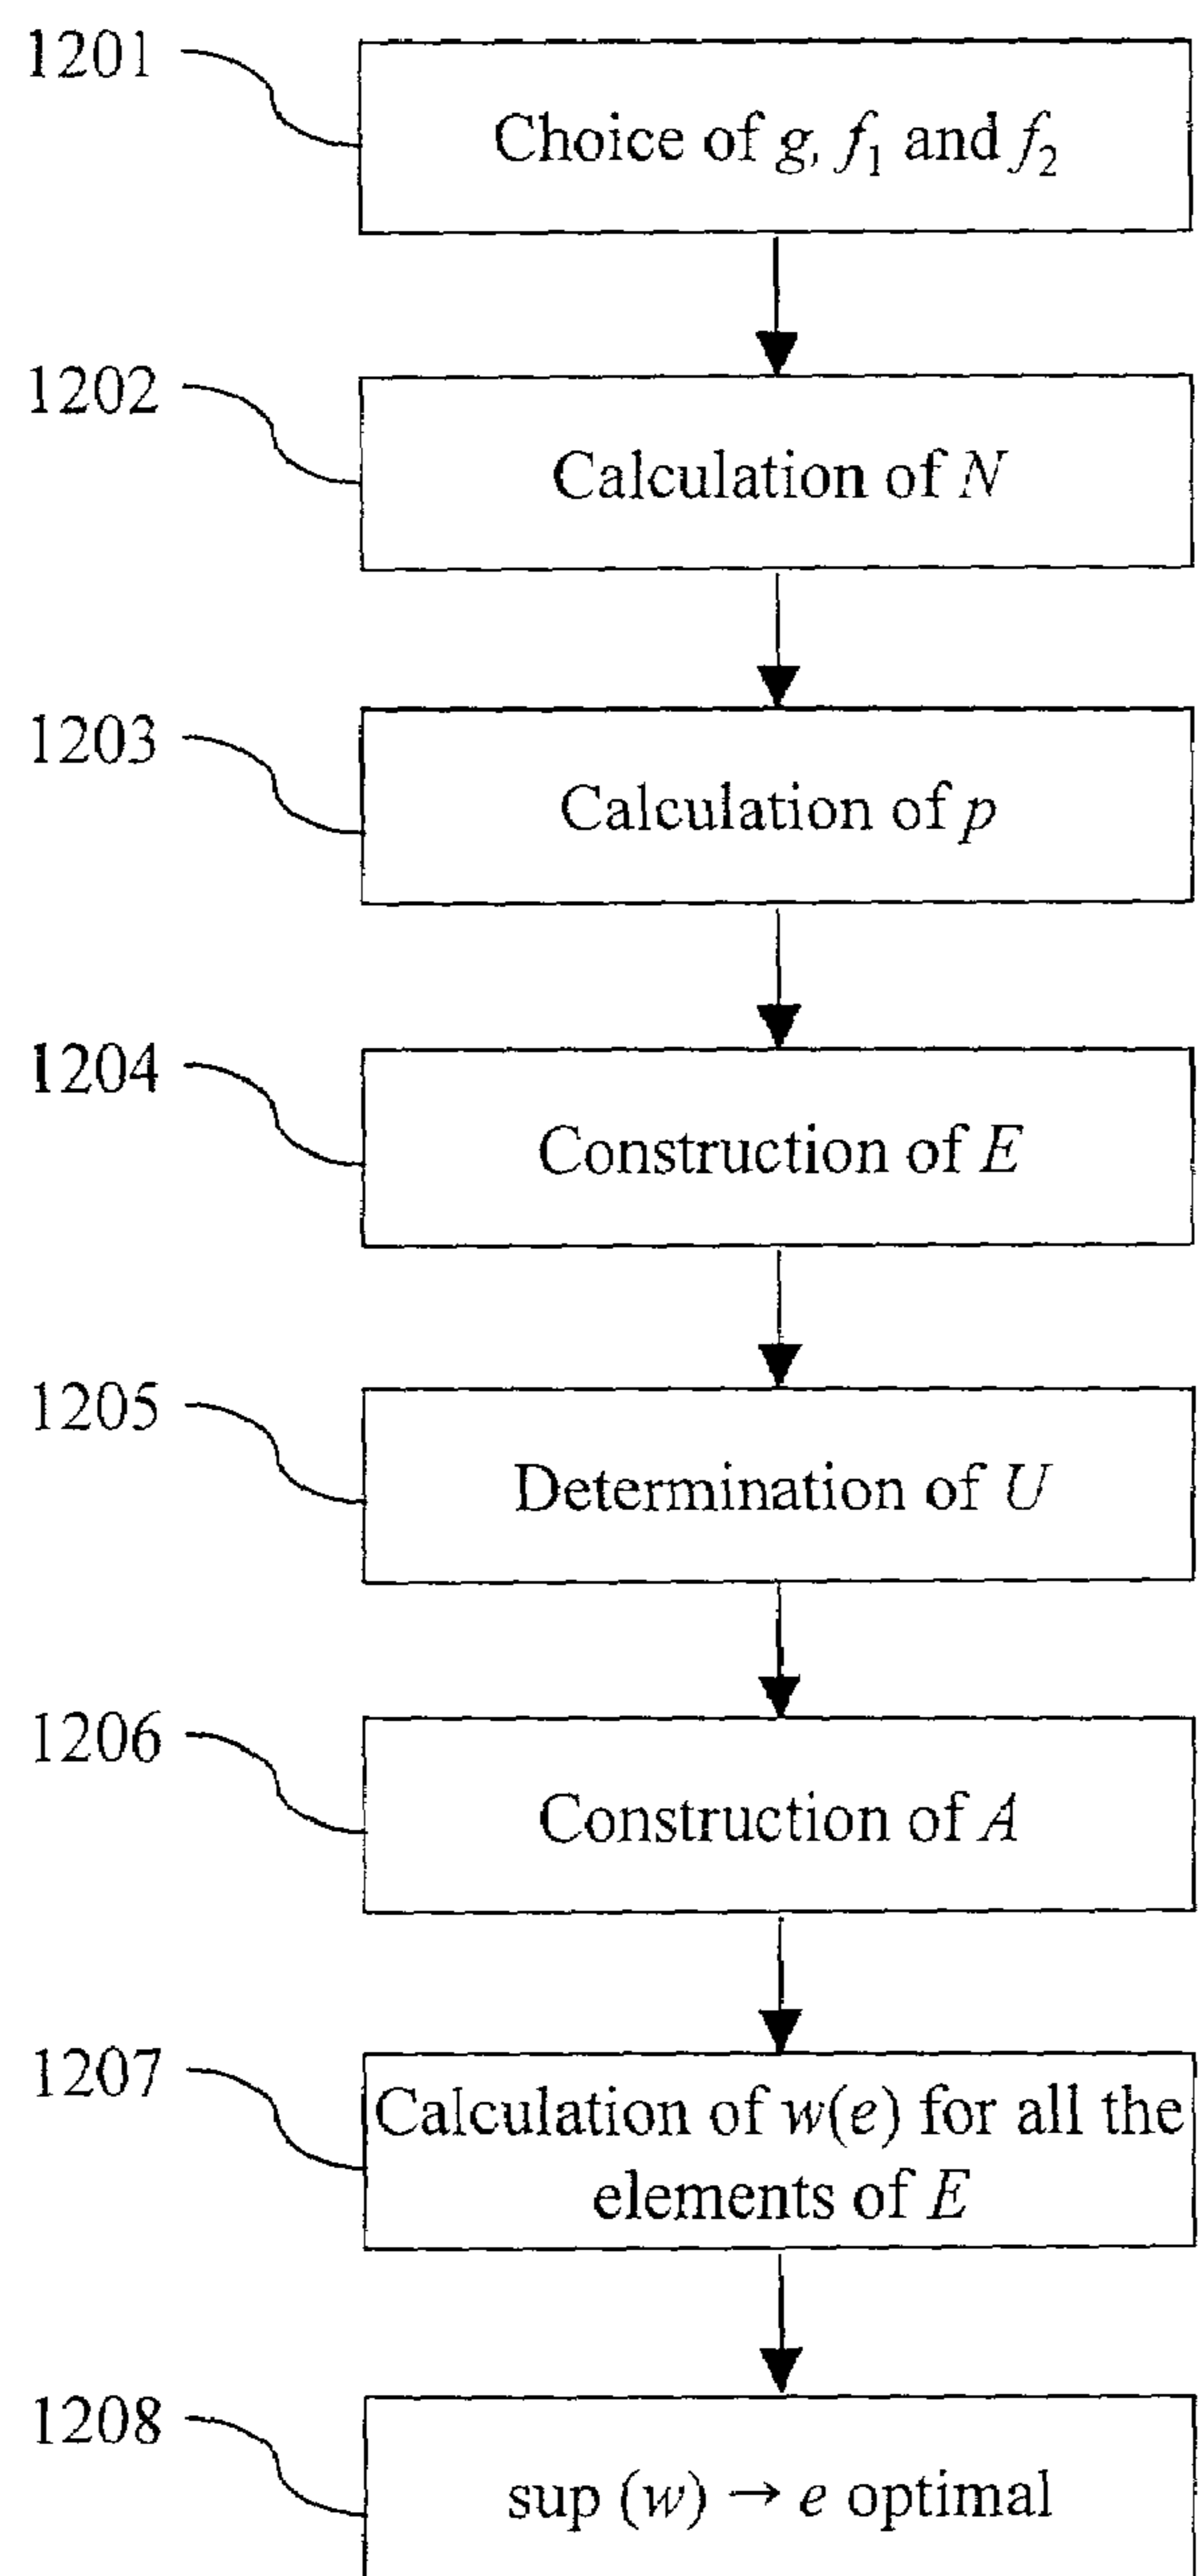 1201
Choice of g, f₁ and f₂
1202
Calculation of N
1203
Calculation of p
1204
Construction of E
1205
Determination of U
1206
Construction of A
1207
Calculation of w(e) for all the
elements of E
1208
sup (w) → e optimal